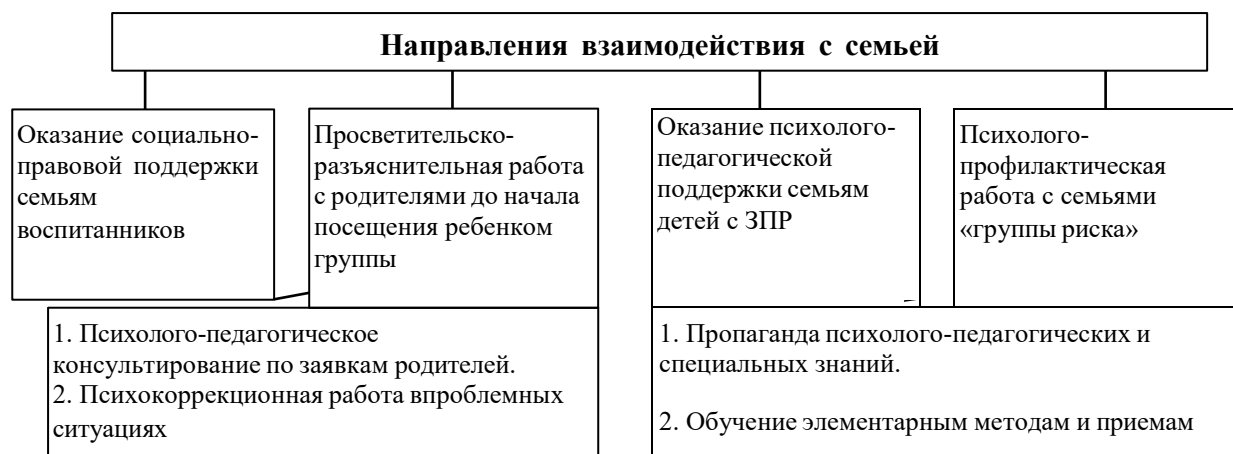 Направления взаимодействия с семьей
Оказание социально-
правовой поддержки
семьям
воспитанников
Просветительско-
разъяснительная работа
с родителями до начала
посещения ребенком
группы
Оказание психолого-
педагогической
поддержки семьям
детей с ЗПР
Психолого-
профилактическая
работа с семьями
«группы риска»
1. Психолого-педагогическое
консультирование по заявкам родителей.
2. Психокоррекционная работа впроблемных
ситуациях
1. Пропаганда психолого-педагогических и
специальных знаний.
2. Обучение элементарным методам и приемам